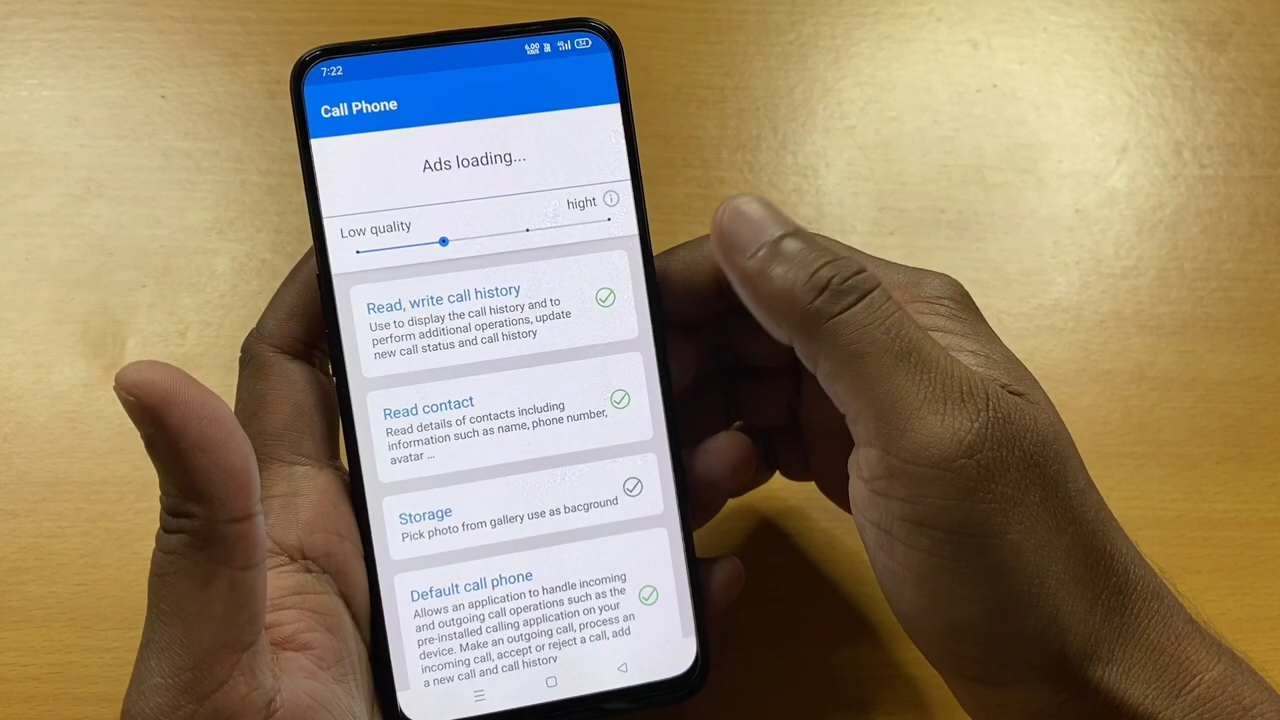 7:22
6.00
54
Call Phone
Ads loading...
Low quality
hight
Read, write call history
Use to display the call history and to
perform additional operations, update
new call status and call history
Read contact
Read details of contacts including
information such as name, phone number,
avatar ...
Storage
Pick photo from gallery use as bacground
Default call phone
Allows an application to handle incoming
and outgoing call operations such as the
pre-installed calling application on your
device. Make an outgoing call, process an
incoming call, accept or reject a call, add
a new call and call history